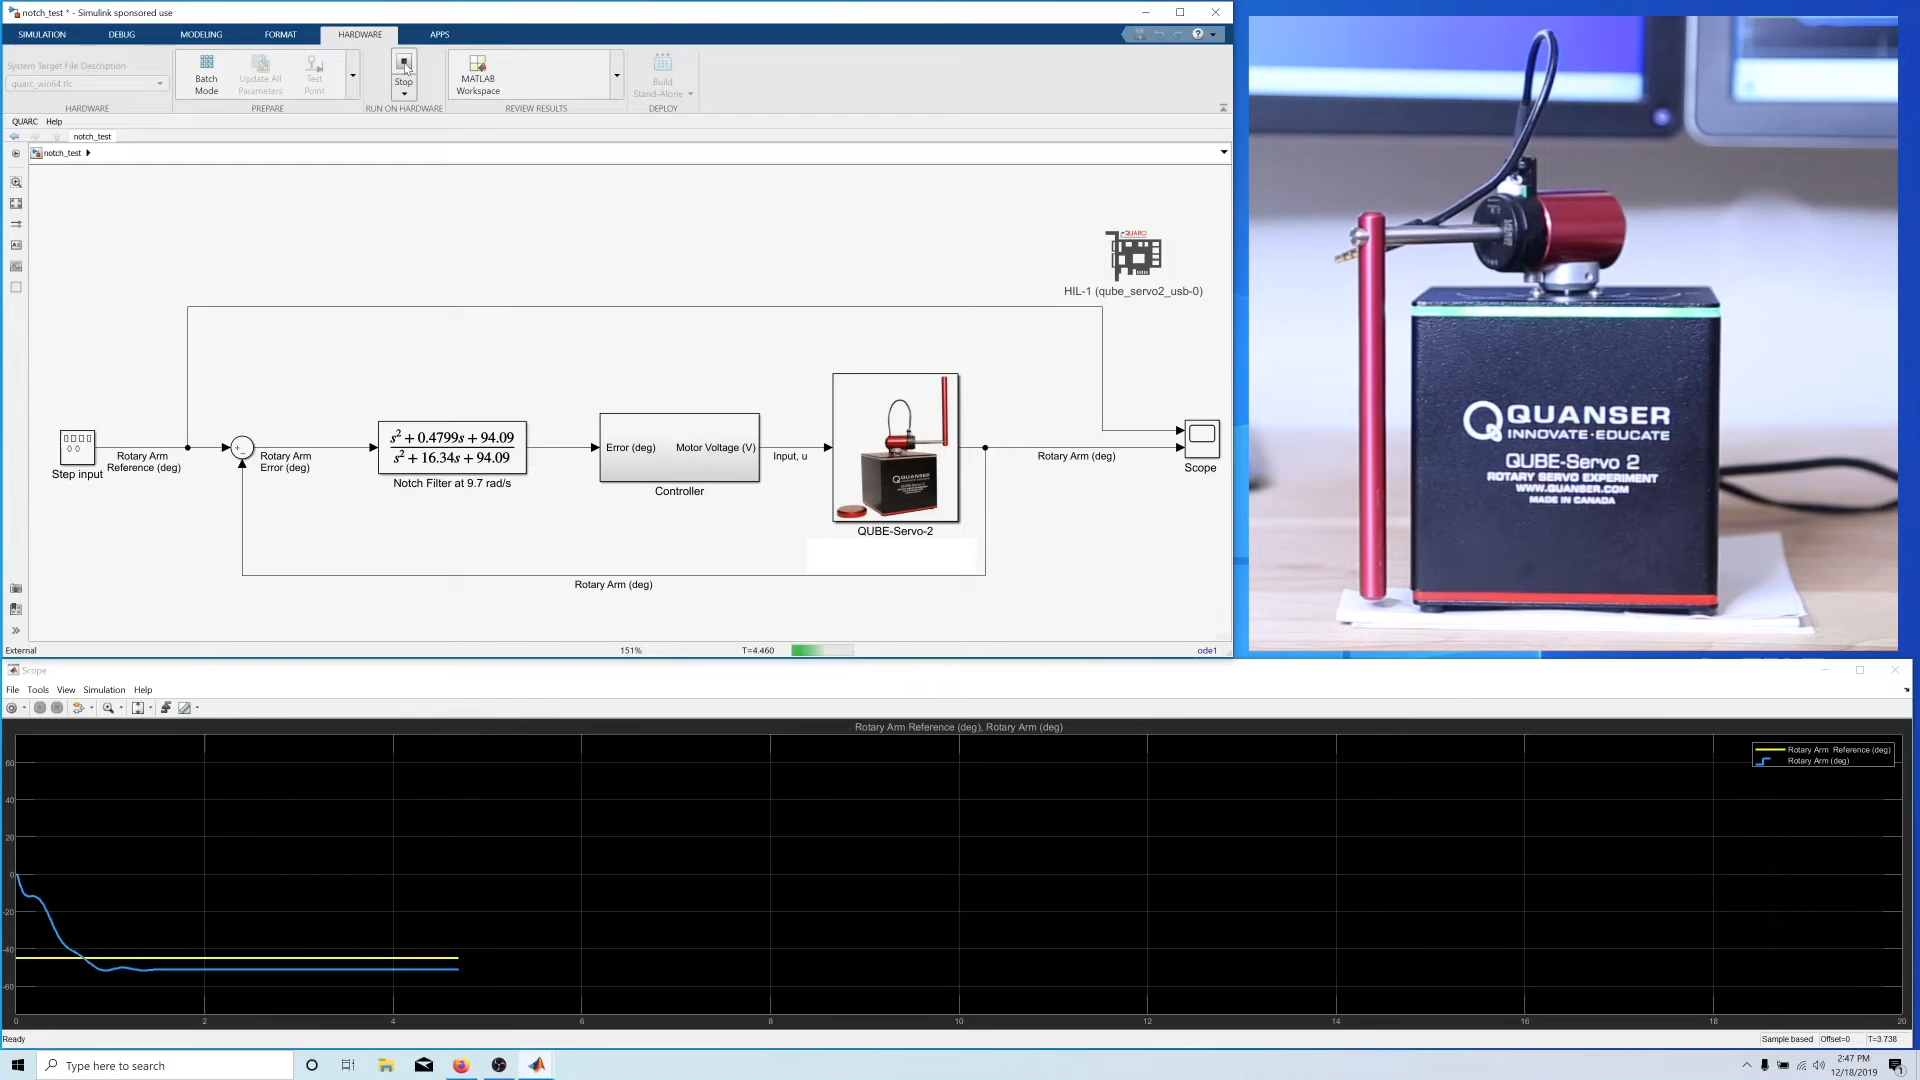 notch_test * - Simulink sponsored use
SIMULATION DEBUG MODELING FORMAT HARDWARE APPS
System Target File Description
quarc_win64.tlc
Batch Mode
Update All Parameters
Test Point
Stop
MATLAB Workspace
Build Stand-Alone
HARDWARE PREPARE RUN ON HARDWARE REVIEW RESULTS DEPLOY
QUARC Help
notch_test
notch_test
QUARC
HIL-1 (qube_servo2_usb-0)
Step input
Rotary Arm
Reference (deg)
Rotary Arm
Error (deg)
s² + 0.4799s + 94.09
s² + 16.34s + 94.09
Notch Filter at 9.7 rad/s
Error (deg) Motor Voltage (V)
Controller
Input, u
QUANSER
QUBE-Servo-2
Rotary Arm (deg)
Scope
Rotary Arm (deg)
External 151% T=4.460 ode1
QUANSER
INNOVATE·EDUCATE
QUBE-Servo 2
ROTARY SERVO EXPERIMENT
WWW.QUANSER.COM
MADE IN CANADA
Scope
File Tools View Simulation Help
Rotary Arm Reference (deg), Rotary Arm (deg)
Rotary Arm Reference (deg)
Rotary Arm (deg)
60
40
20
0
-20
-40
-60
0 2 4 6 8 10 12 14 16 18 20
Ready Sample based Offset=0 T=3.738
Type here to search
2:47 PM
12/18/2019